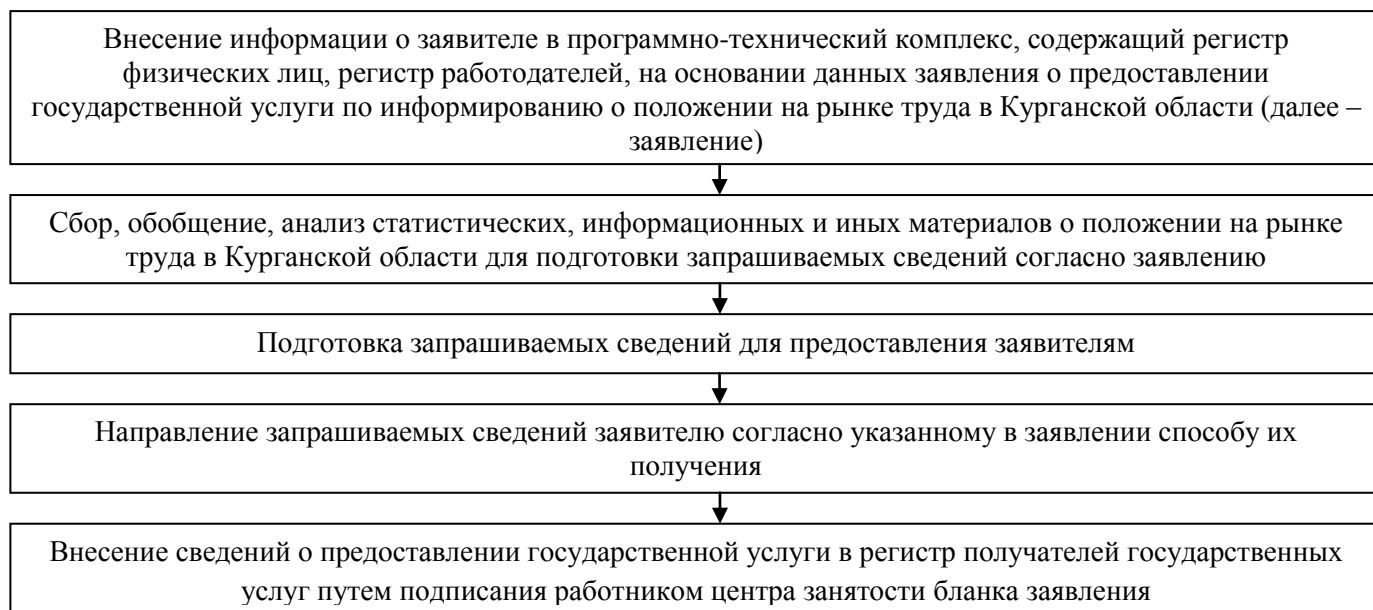 Внесение информации о заявителе в программно-технический комплекс, содержащий регистр
физических лиц, регистр работодателей, на основании данных заявления о предоставлении
государственной услуги по информированию о положении на рынке труда в Курганской области (далее –
заявление)
Сбор, обобщение, анализ статистических, информационных и иных материалов о положении на рынке
труда в Курганской области для подготовки запрашиваемых сведений согласно заявлению
Подготовка запрашиваемых сведений для предоставления заявителям
Направление запрашиваемых сведений заявителю согласно указанному в заявлении способу их
получения
Внесение сведений о предоставлении государственной услуги в регистр получателей государственных
услуг путем подписания работником центра занятости бланка заявления